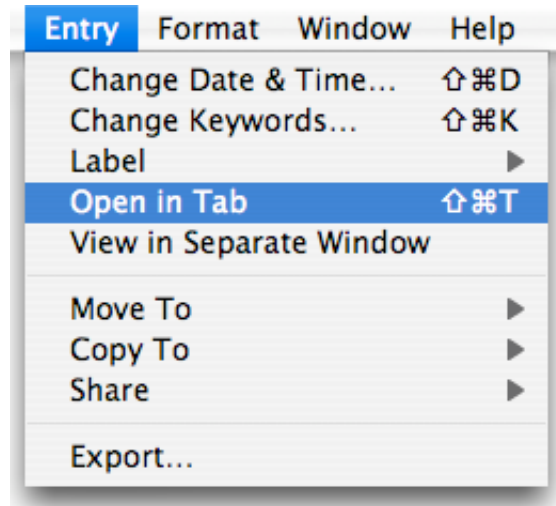 Entry Format Window Help
Change Date & Time... ⇧⌘D
Change Keywords... ⇧⌘K
Label
Open in Tab ⇧⌘T
View in Separate Window
Move To
Copy To
Share
Export...